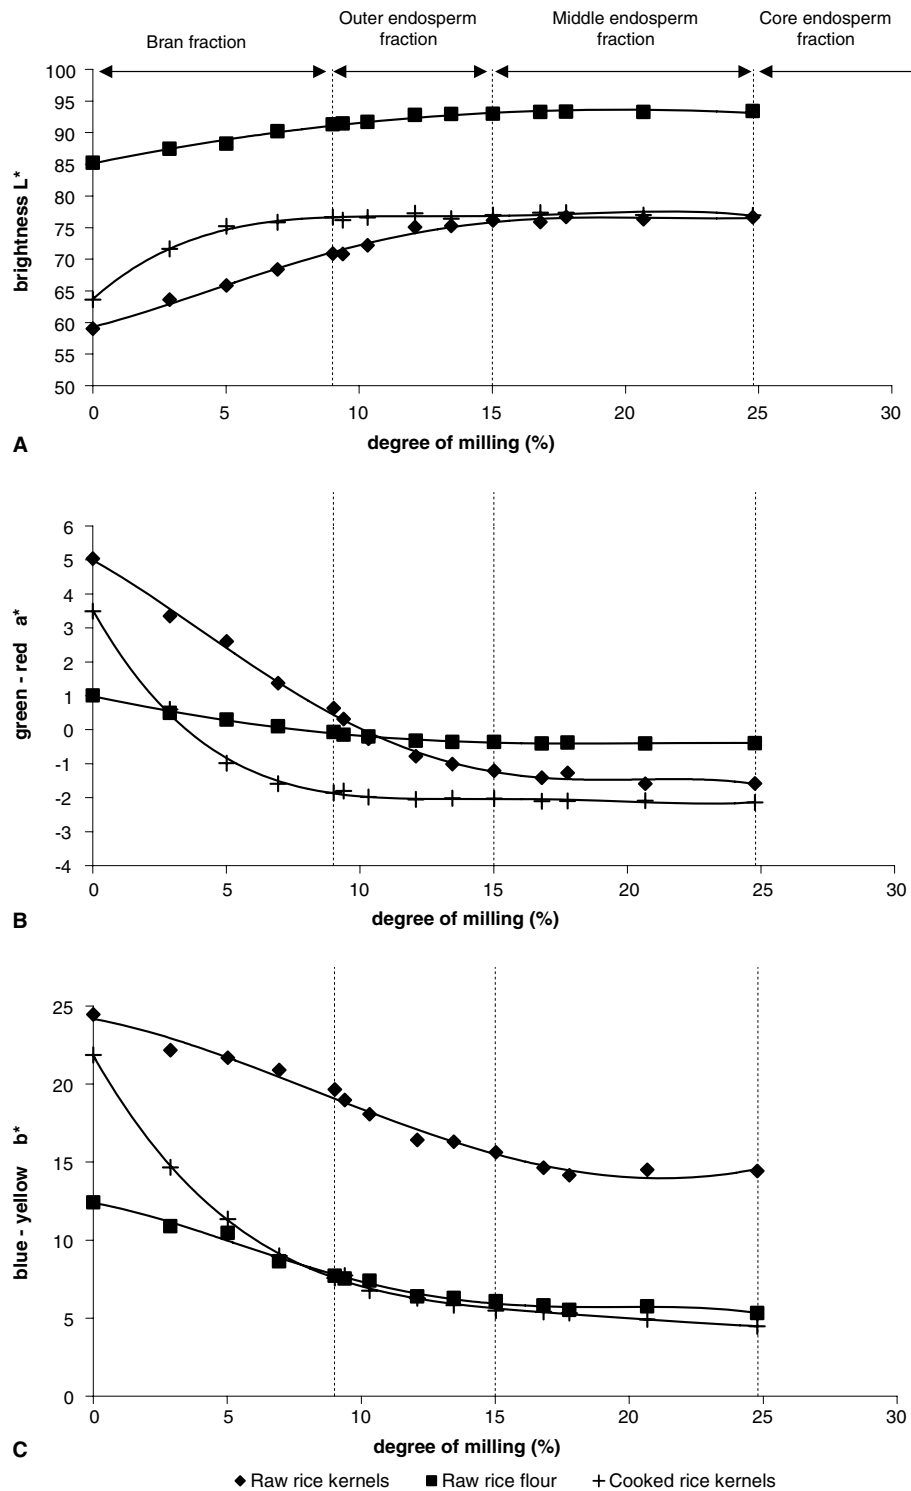 A
Bran fraction
Outer endosperm
fraction
Middle endosperm
fraction
Core endosperm
fraction
100
95
90
85
80
75
70
65
60
55
50
brightness L*
0 5 10 15 20 25 30
degree of milling (%)
A
6
5
4
3
2
1
0
-1
-2
-3
-4
green - red a*
0 5 10 15 20 25 30
degree of milling (%)
B
25
20
15
10
5
0
blue - yellow b*
0 5 10 15 20 25 30
degree of milling (%)
C
Raw rice kernels Raw rice flour Cooked rice kernels